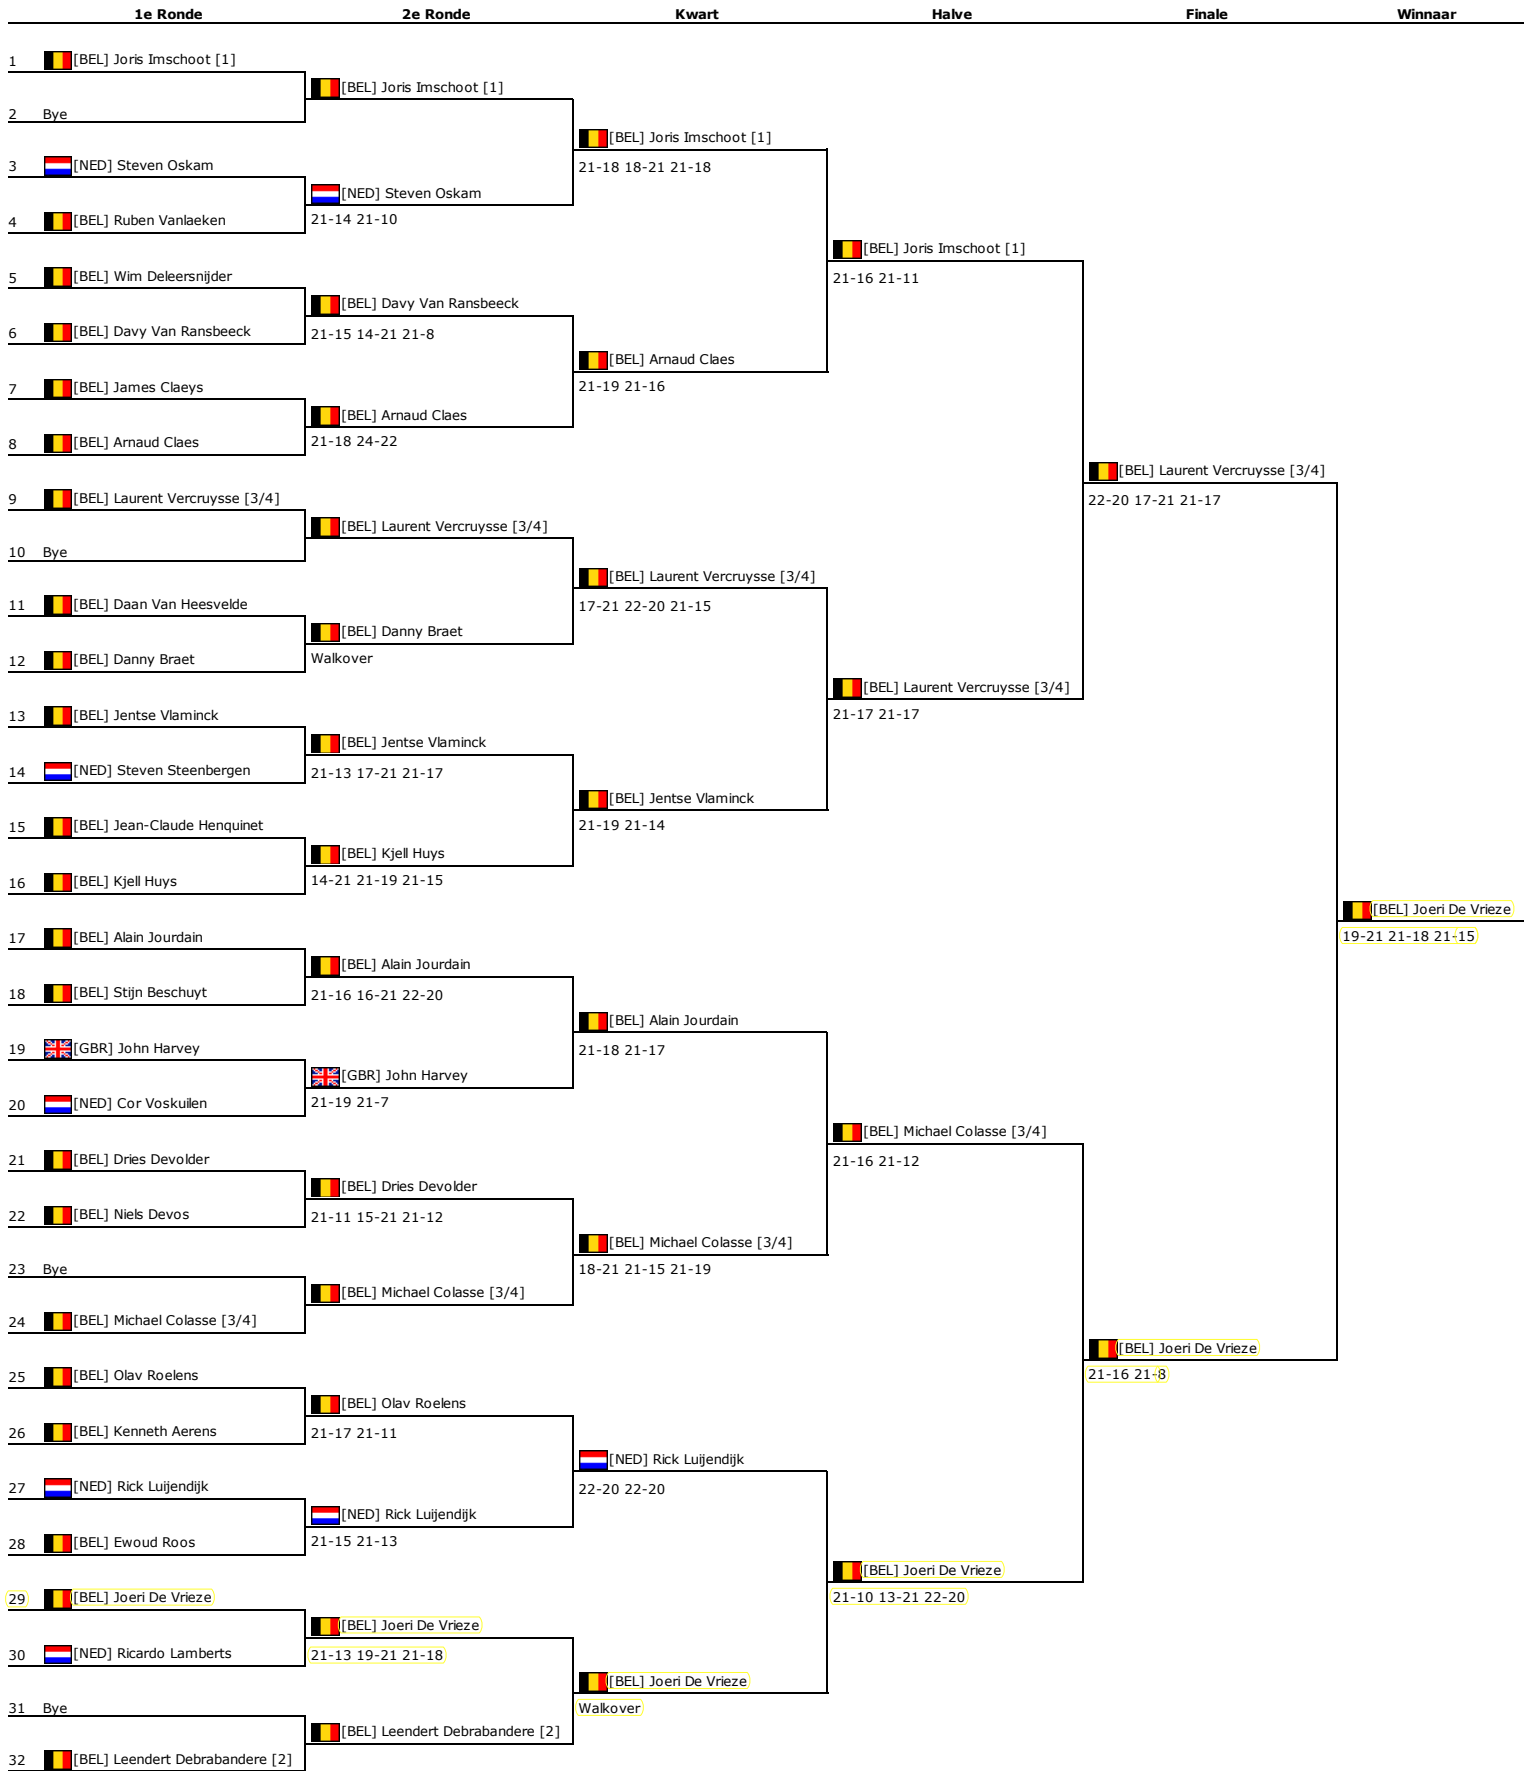 1e Ronde 2e Ronde Kwart Halve Finale Winnaar
1 [BEL] Joris Imschoot [1]
[BEL] Joris Imschoot [1]
2 Bye
[BEL] Joris Imschoot [1]
3 [NED] Steven Oskam
21-18 18-21 21-18
[NED] Steven Oskam
4 [BEL] Ruben Vanlaeken
21-14 21-10
[BEL] Joris Imschoot [1]
5 [BEL] Wim Deleersnijder
21-16 21-11
[BEL] Davy Van Ransbeeck
6 [BEL] Davy Van Ransbeeck
21-15 14-21 21-8
[BEL] Arnaud Claes
7 [BEL] James Claeys
21-19 21-16
[BEL] Arnaud Claes
8 [BEL] Arnaud Claes
21-18 24-22
[BEL] Laurent Vercruysse [3/4]
9 [BEL] Laurent Vercruysse [3/4]
22-20 17-21 21-17
[BEL] Laurent Vercruysse [3/4]
10 Bye
[BEL] Laurent Vercruysse [3/4]
11 [BEL] Daan Van Heesvelde
17-21 22-20 21-15
[BEL] Danny Braet
12 [BEL] Danny Braet
Walkover
[BEL] Laurent Vercruysse [3/4]
13 [BEL] Jentse Vlaminck
21-17 21-17
[BEL] Jentse Vlaminck
14 [NED] Steven Steenbergen
21-13 17-21 21-17
[BEL] Jentse Vlaminck
15 [BEL] Jean-Claude Henquinet
21-19 21-14
[BEL] Kjell Huys
16 [BEL] Kjell Huys
14-21 21-19 21-15
[BEL] Joeri De Vrieze
17 [BEL] Alain Jourdain
19-21 21-18 21-15
[BEL] Alain Jourdain
18 [BEL] Stijn Beschuyt
21-16 16-21 22-20
[BEL] Alain Jourdain
19 [GBR] John Harvey
21-18 21-17
[GBR] John Harvey
20 [NED] Cor Voskuilen
21-19 21-7
[BEL] Michael Colasse [3/4]
21 [BEL] Dries Devolder
21-16 21-12
[BEL] Dries Devolder
22 [BEL] Niels Devos
21-11 15-21 21-12
[BEL] Michael Colasse [3/4]
23 Bye
18-21 21-15 21-19
[BEL] Michael Colasse [3/4]
24 [BEL] Michael Colasse [3/4]
[BEL] Joeri De Vrieze
25 [BEL] Olav Roelens
21-16 21-8
[BEL] Olav Roelens
26 [BEL] Kenneth Aerens
21-17 21-11
[NED] Rick Luijendijk
27 [NED] Rick Luijendijk
22-20 22-20
[NED] Rick Luijendijk
28 [BEL] Ewoud Roos
21-15 21-13
[BEL] Joeri De Vrieze
29 [BEL] Joeri De Vrieze
21-10 13-21 22-20
[BEL] Joeri De Vrieze
30 [NED] Ricardo Lamberts
21-13 19-21 21-18
[BEL] Joeri De Vrieze
31 Bye
Walkover
[BEL] Leendert Debrabandere [2]
32 [BEL] Leendert Debrabandere [2]